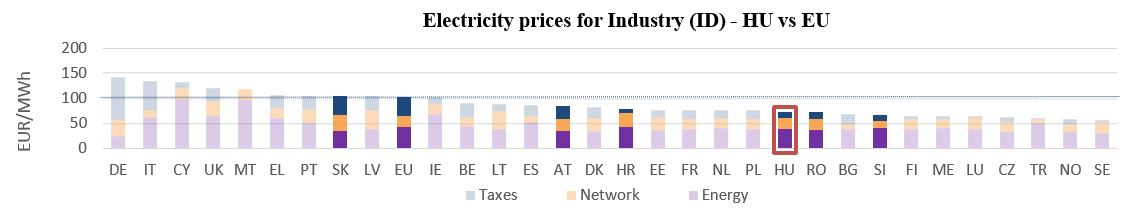 Electricity prices for Industry (ID) - HU vs EU
200
150
100
50
0
EUR/MWh
DE IT CY UK MT EL PT SK LV EU IE BE LT ES AT DK HR EE FR NL PL HU RO BG SI FI ME LU CZ TR NO SE
Taxes Network Energy